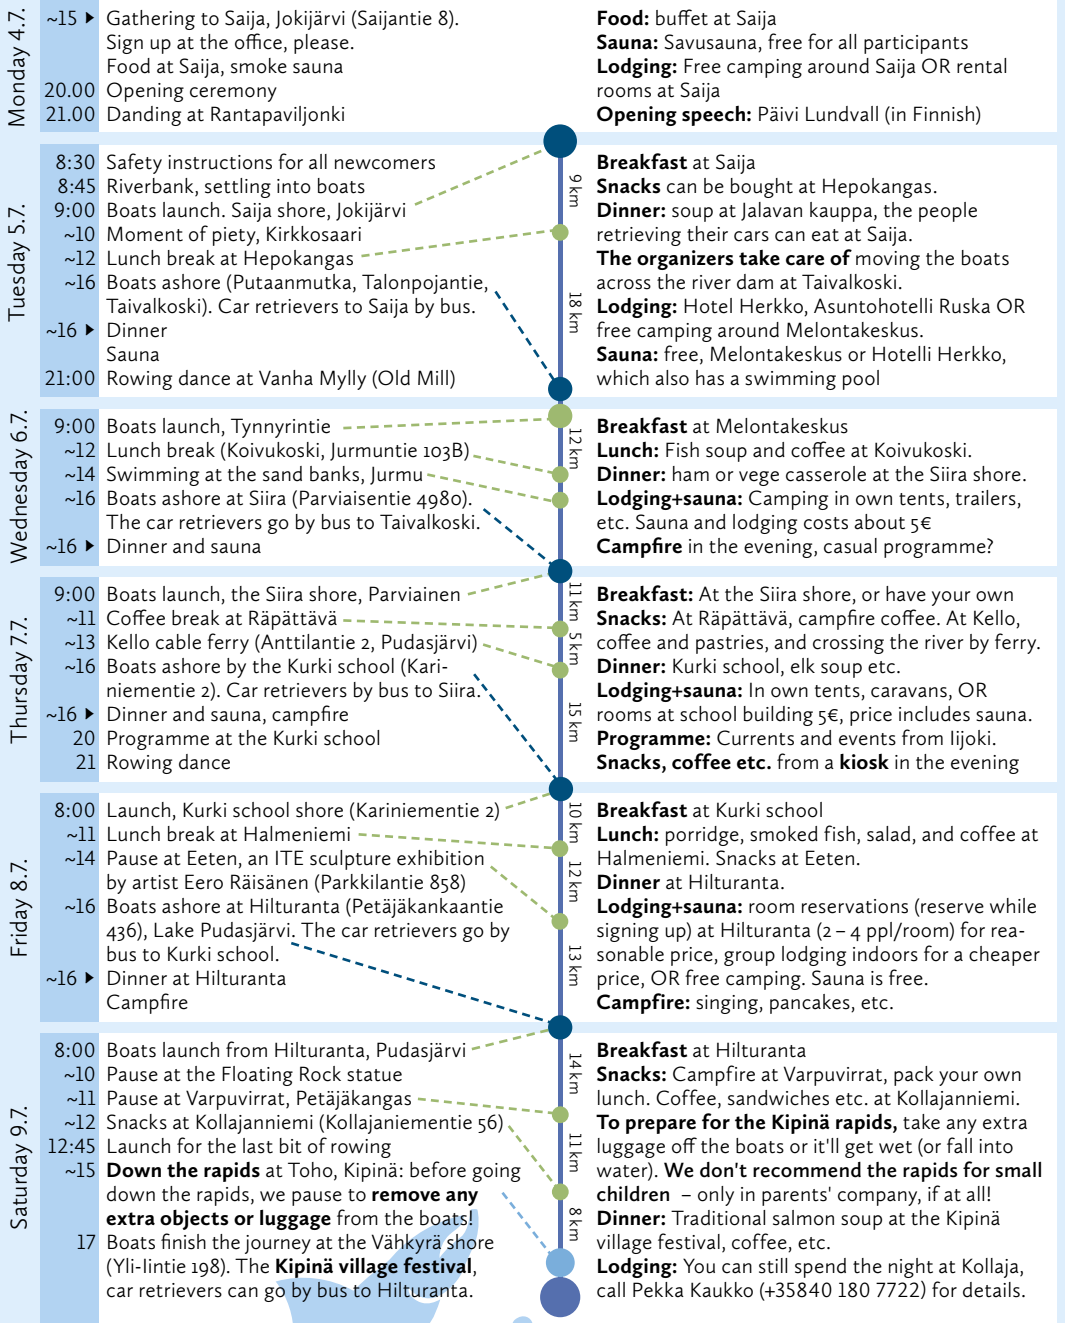 Monday 4.7.
~15 ▶ Gathering to Saija, Jokijärvi (Saijantie 8).
Sign up at the office, please.
Food at Saija, smoke sauna
20.00 Opening ceremony
21.00 Danding at Rantapaviljonki
Food: buffet at Saija
Sauna: Savusauna, free for all participants
Lodging: Free camping around Saija OR rental
rooms at Saija
Opening speech: Päivi Lundvall (in Finnish)
Tuesday 5.7.
8:30 Safety instructions for all newcomers
8:45 Riverbank, settling into boats
9:00 Boats launch. Saija shore, Jokijärvi
~10 Moment of piety, Kirkkosaari
~12 Lunch break at Hepokangas
~16 Boats ashore (Putaanmutka, Talonpojantie,
Taivalkoski). Car retrievers to Saija by bus.
~16 ▶ Dinner
Sauna
21:00 Rowing dance at Vanha Mylly (Old Mill)
9 km
18 km
Breakfast at Saija
Snacks can be bought at Hepokangas.
Dinner: soup at Jalavan kauppa, the people
retrieving their cars can eat at Saija.
The organizers take care of moving the boats
across the river dam at Taivalkoski.
Lodging: Hotel Herkko, Asuntohotelli Ruska OR
free camping around Melontakeskus.
Sauna: free, Melontakeskus or Hotelli Herkko,
which also has a swimming pool
Wednesday 6.7.
9:00 Boats launch, Tynnyrintie
~12 Lunch break (Koivukoski, Jurmuntie 103B)
~14 Swimming at the sand banks, Jurmu
~16 Boats ashore at Siira (Parviaisentie 4980).
The car retrievers go by bus to Taivalkoski.
~16 ▶ Dinner and sauna
12 km
Breakfast at Melontakeskus
Lunch: Fish soup and coffee at Koivukoski.
Dinner: ham or vege casserole at the Siira shore.
Lodging+sauna: Camping in own tents, trailers,
etc. Sauna and lodging costs about 5€
Campfire in the evening, casual programme?
Thursday 7.7.
9:00 Boats launch, the Siira shore, Parviainen
~11 Coffee break at Räpättävä
~13 Kello cable ferry (Anttilantie 2, Pudasjärvi)
~16 Boats ashore by the Kurki school (Kari-
niementie 2). Car retrievers by bus to Siira.
~16 ▶ Dinner and sauna, campfire
20 Programme at the Kurki school
21 Rowing dance
11 km
5 km
15 km
Breakfast: At the Siira shore, or have your own
Snacks: At Räpättävä, campfire coffee. At Kello,
coffee and pastries, and crossing the river by ferry.
Dinner: Kurki school, elk soup etc.
Lodging+sauna: In own tents, caravans, OR
rooms at school building 5€, price includes sauna.
Programme: Currents and events from Iijoki.
Snacks, coffee etc. from a kiosk in the evening
Friday 8.7.
8:00 Launch, Kurki school shore (Kariniementie 2)
~11 Lunch break at Halmeniemi
~14 Pause at Eeten, an ITE sculpture exhibition
by artist Eero Räisänen (Parkkilantie 858)
~16 Boats ashore at Hilturanta (Petäjäkankaantie
436), Lake Pudasjärvi. The car retrievers go by
bus to Kurki school.
~16 ▶ Dinner at Hilturanta
Campfire
10 km
12 km
13 km
Breakfast at Kurki school
Lunch: porridge, smoked fish, salad, and coffee at
Halmeniemi. Snacks at Eeten.
Dinner at Hilturanta.
Lodging+sauna: room reservations (reserve while
signing up) at Hilturanta (2 – 4 ppl/room) for rea-
sonable price, group lodging indoors for a cheaper
price, OR free camping. Sauna is free.
Campfire: singing, pancakes, etc.
Saturday 9.7.
8:00 Boats launch from Hilturanta, Pudasjärvi
~10 Pause at the Floating Rock statue
~11 Pause at Varpuvirrat, Petäjäkangas
~12 Snacks at Kollajanniemi (Kollajaniementie 56)
12:45 Launch for the last bit of rowing
~15 Down the rapids at Toho, Kipinä: before going
down the rapids, we pause to remove any
extra objects or luggage from the boats!
17 Boats finish the journey at the Vähkyrä shore
(Yli-Iintie 198). The Kipinä village festival,
car retrievers can go by bus to Hilturanta.
14 km
11 km
8 km
Breakfast at Hilturanta
Snacks: Campfire at Varpuvirrat, pack your own
lunch. Coffee, sandwiches etc. at Kollajanniemi.
To prepare for the Kipinä rapids, take any extra
luggage off the boats or it'll get wet (or fall into
water). We don't recommend the rapids for small
children – only in parents' company, if at all!
Dinner: Traditional salmon soup at the Kipinä
village festival, coffee, etc.
Lodging: You can still spend the night at Kollaja,
call Pekka Kaukko (+35840 180 7722) for details.